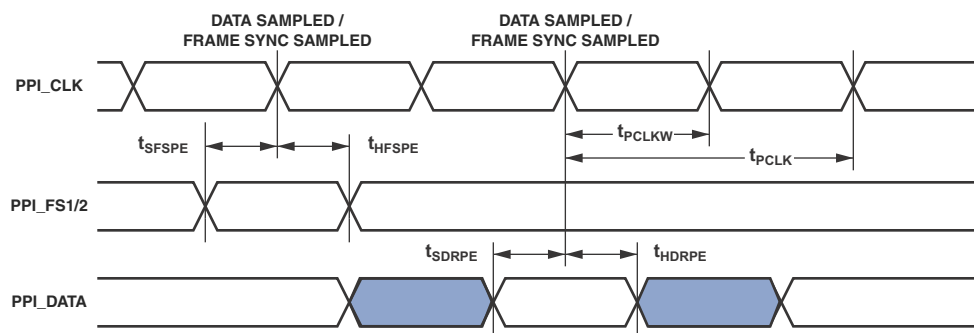 DATA SAMPLED / DATA SAMPLED /
FRAME SYNC SAMPLED FRAME SYNC SAMPLED
PPI_CLK
tPCLKW
tSFSPE tHFSPE
tPCLK
PPI_FS1/2
tSDRPE tHDRPE
PPI_DATA